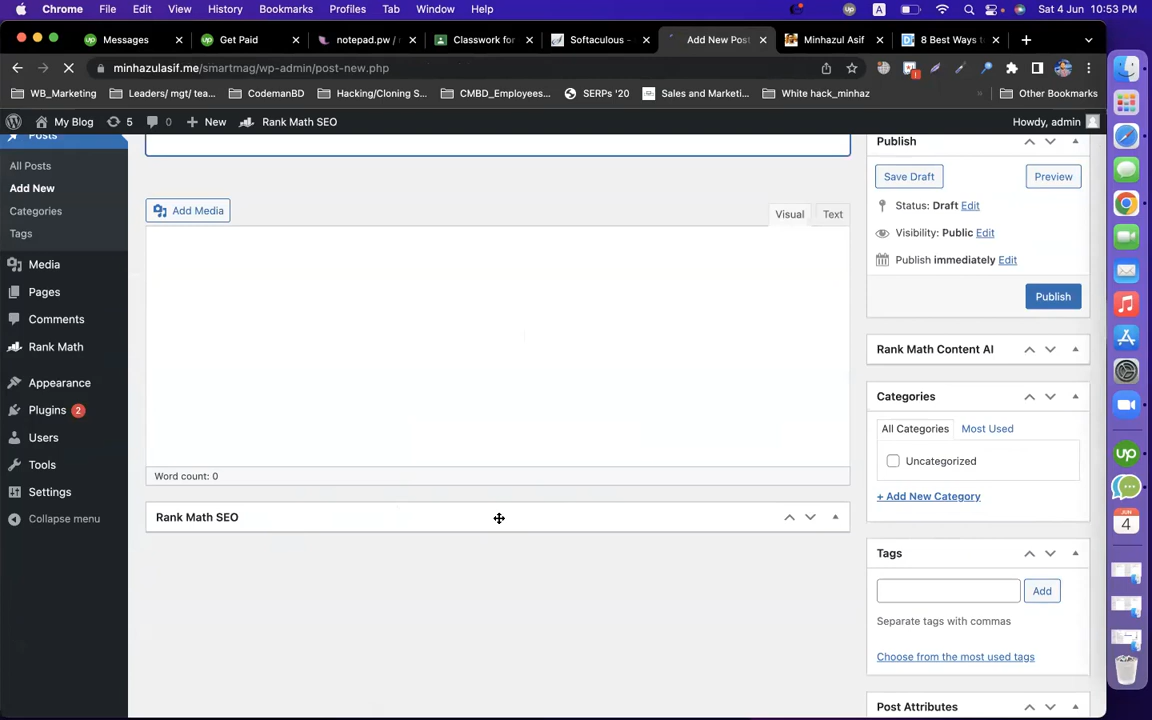 Chrome File Edit View History Bookmarks Profiles Tab Window Help
A Sat 4 Jun 10:53 PM
Messages
Get Paid
notepad.pw /
Classwork for
Softaculous -
Add New Post
Minhazul Asif
8 Best Ways t
minhazulasif.me/smartmag/wp-admin/post-new.php
WB_Marketing
Leaders/ mgt/ tea...
CodemanBD
Hacking/Cloning S...
CMBD_Employees...
SERPs '20
Sales and Marketi...
White hack_minhaz
Other Bookmarks
My Blog 5 0 New Rank Math SEO Howdy, admin
Posts
All Posts
Add New
Categories
Tags
Media
Pages
Comments
Rank Math
Appearance
Plugins 2
Users
Tools
Settings
Collapse menu
Add Media
Visual Text
Word count: 0
Rank Math SEO
Publish
Save Draft Preview
Status: Draft Edit
Visibility: Public Edit
Publish immediately Edit
Publish
Rank Math Content AI
Categories
All Categories Most Used
Uncategorized
+ Add New Category
Tags
Add
Separate tags with commas
Choose from the most used tags
Post Attributes
up
JUN
4